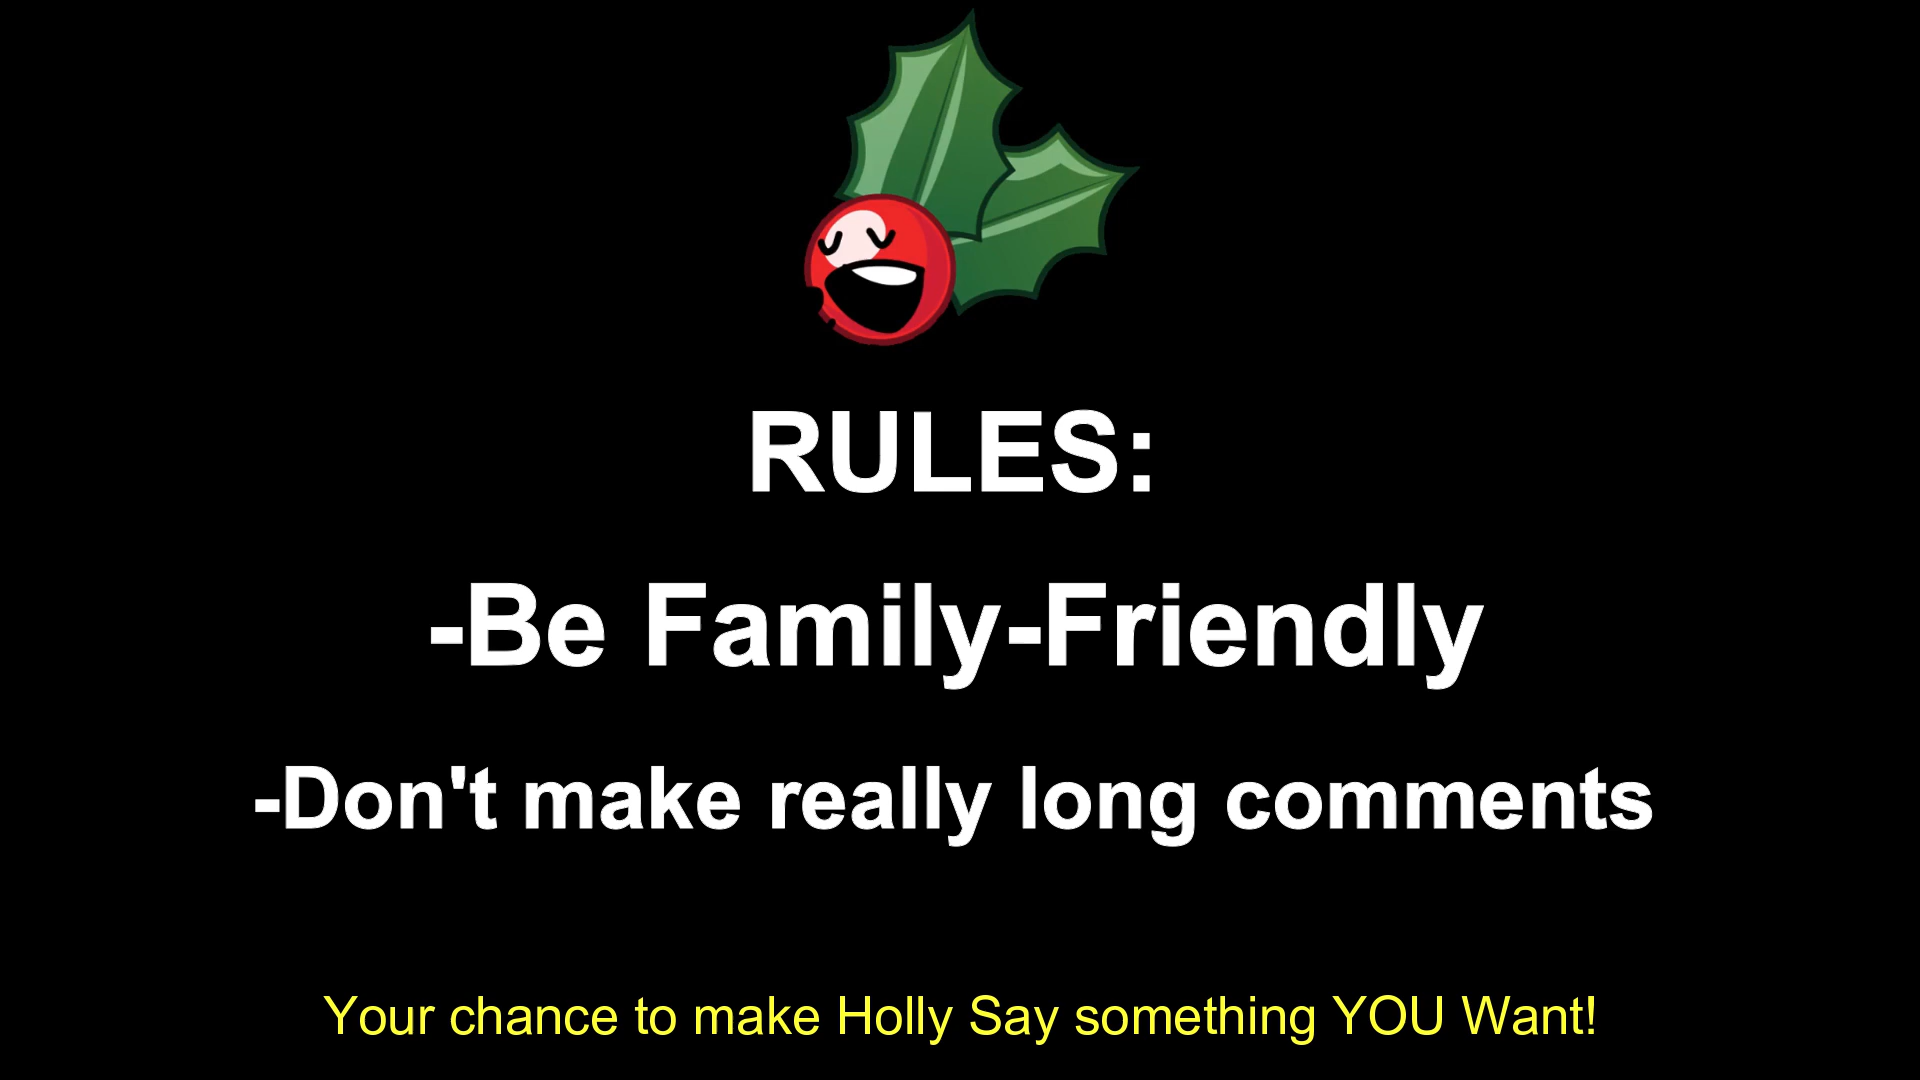 RULES:
-Be Family-Friendly
-Don't make really long comments
Your chance to make Holly Say something YOU Want!